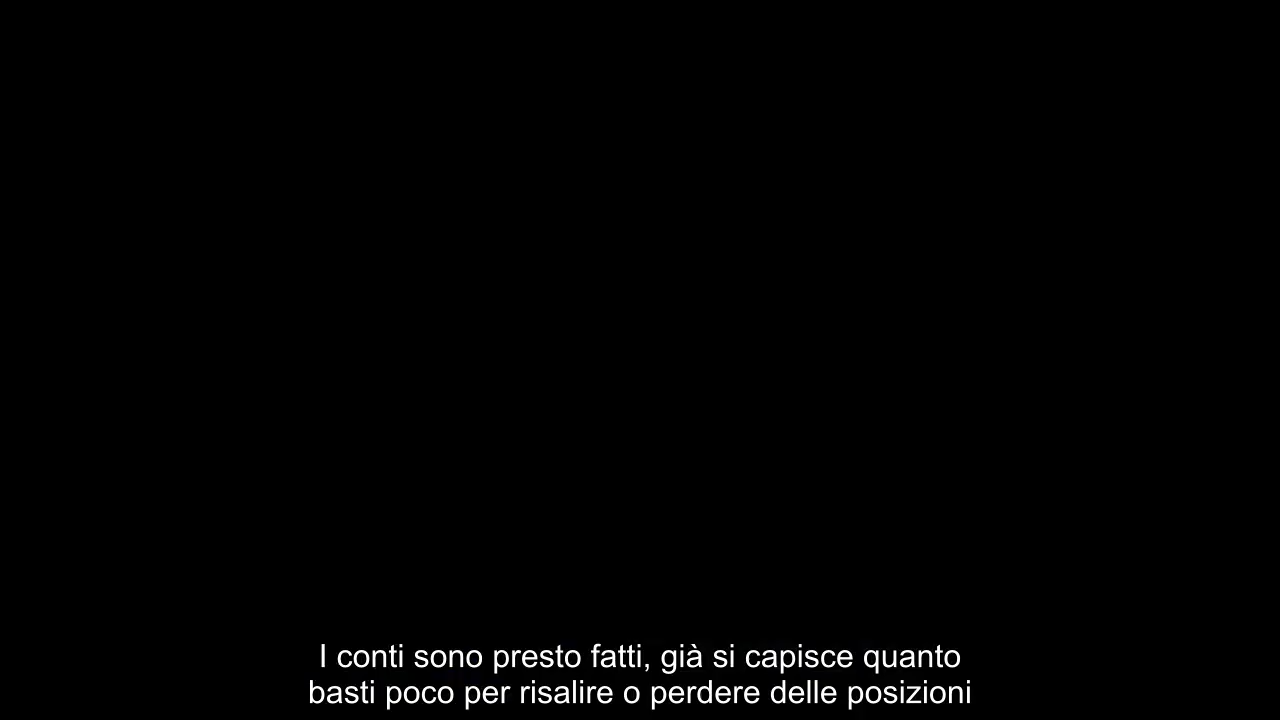 I conti sono presto fatti, già si capisce quanto
basti poco per risalire o perdere delle posizioni